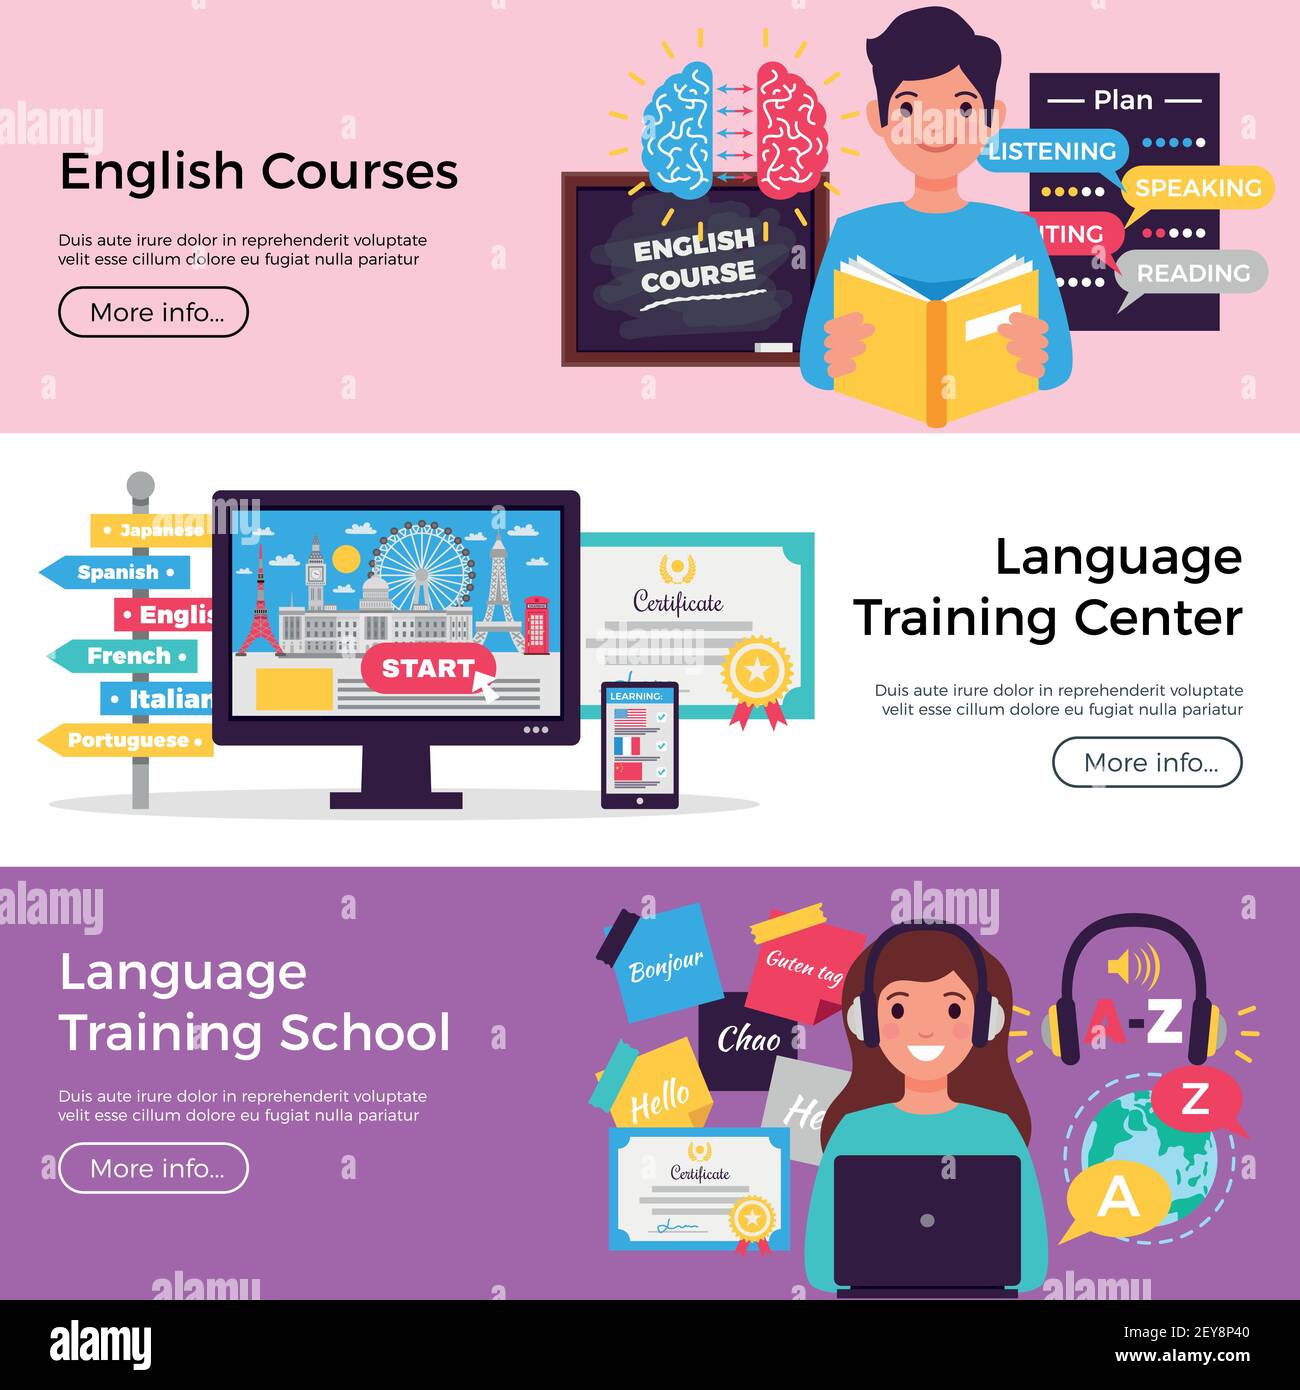 English Courses
Duis aute irure dolor in reprehenderit voluptate
velit esse cillum dolore eu fugiat nulla pariatur
More info...
ENGLISH
COURSE
Plan
LISTENING
SPEAKING
ITING
READING
Japanese
Spanish
Englis
French
Italian
Portuguese
START
Certificate
LEARNING:
Language
Training Center
Duis aute irure dolor in reprehenderit voluptate
velit esse cillum dolore eu fugiat nulla pariatur
More info...
Language
Training School
Duis aute irure dolor in reprehenderit voluptate
velit esse cillum dolore eu fugiat nulla pariatur
More info...
Bonjour
Guten tag
Chao
Hello
He
Certificate
A-Z
Z
A
alamy
Image ID: 2EY8P40
www.alamy.com